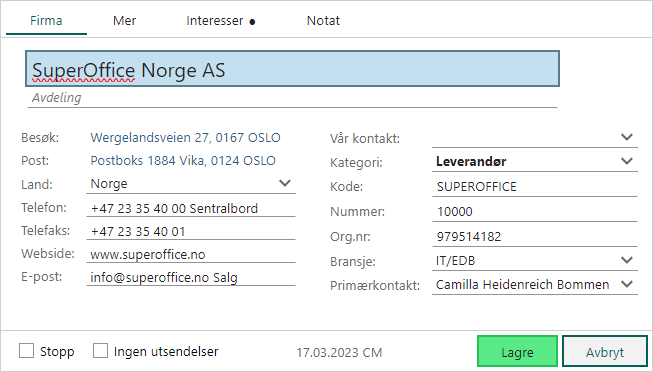 Firma Mer Interesser ● Notat
SuperOffice Norge AS
Avdeling
Besøk: Wergelandsveien 27, 0167 OSLO
Post: Postboks 1884 Vika, 0124 OSLO
Land: Norge
Telefon: +47 23 35 40 00 Sentralbord
Telefaks: +47 23 35 40 01
Webside: www.superoffice.no
E-post: info@superoffice.no Salg
Vår kontakt:
Kategori: Leverandør
Kode: SUPEROFFICE
Nummer: 10000
Org.nr: 979514182
Bransje: IT/EDB
Primærkontakt: Camilla Heidenreich Bommen
Stopp Ingen utsendelser 17.03.2023 CM Lagre Avbryt